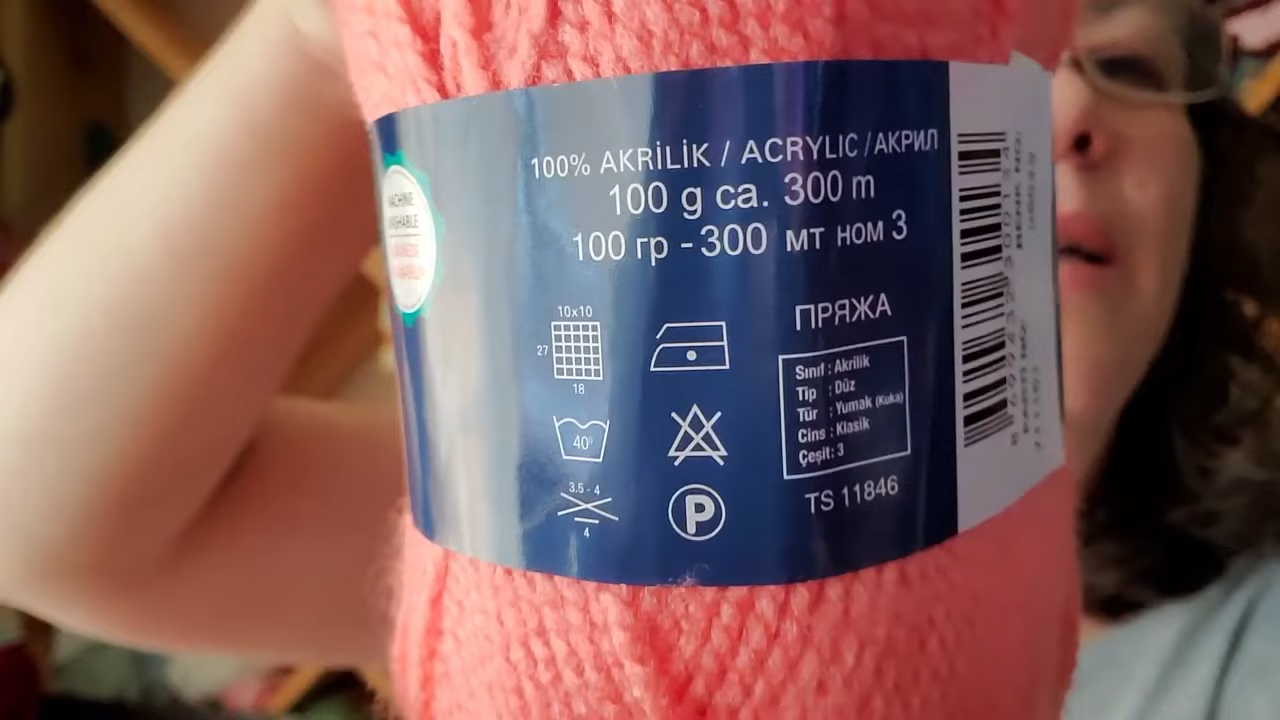 100% AKRİLİK / ACRYLIC / АКРИЛ
100 g ca. 300 m
100 гр - 300 мт ном 3
10x10
27
18
ПРЯЖА
Sınıf : Akrilik
Tip : Düz
Tür : Yumak (Kuka)
Cins : Klasik
Çeşit: 3
40°
3.5 - 4
4
P
TS 11846